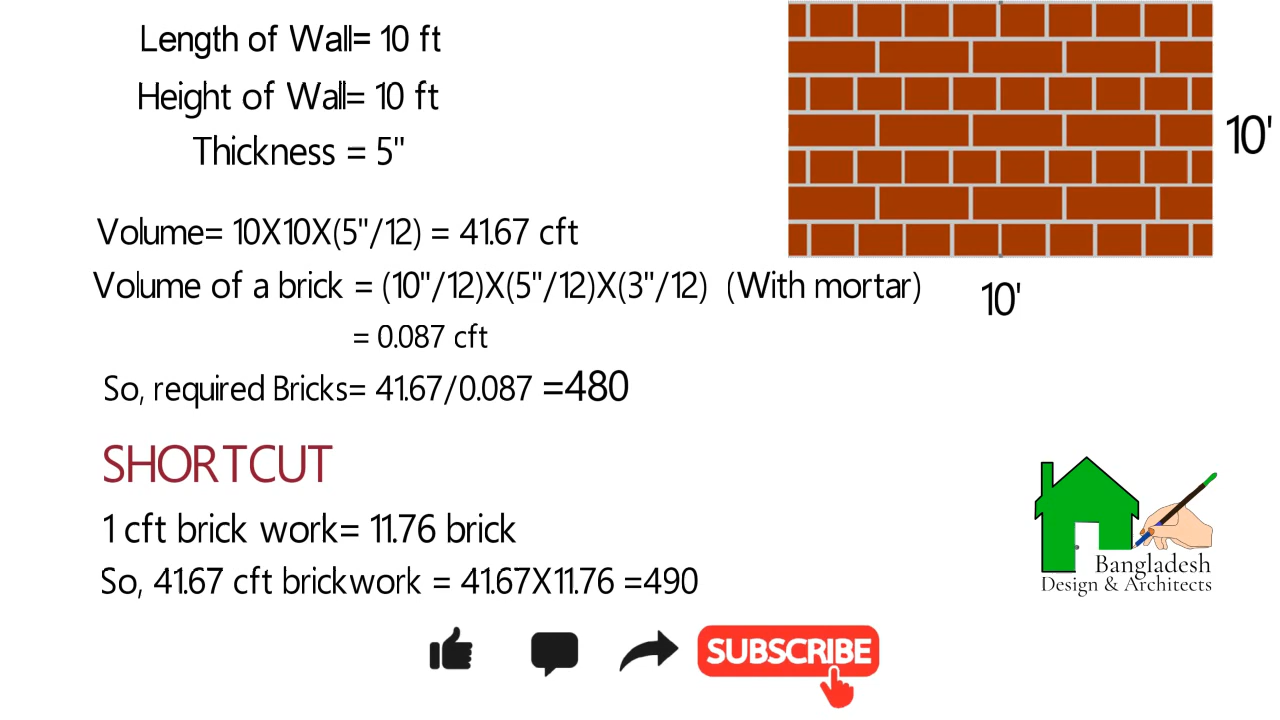 Length of Wall= 10 ft
Height of Wall= 10 ft
Thickness = 5"
10'
Volume= 10X10X(5"/12) = 41.67 cft
Volume of a brick = (10"/12)X(5"/12)X(3"/12) (With mortar)
10'
= 0.087 cft
So, required Bricks= 41.67/0.087 =480
SHORTCUT
1 cft brick work= 11.76 brick
So, 41.67 cft brickwork = 41.67X11.76 =490
Bangladesh
Design & Architects
SUBSCRIBE